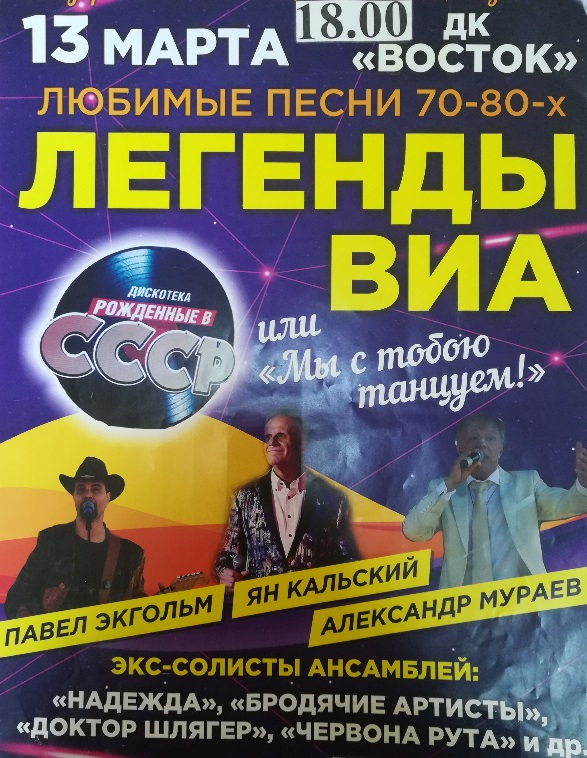 13 МАРТА 18.00 ДК
«ВОСТОК»
ЛЮБИМЫЕ ПЕСНИ 70-80-х
ЛЕГЕНДЫ
ВИА
ДИСКОТЕКА
РОЖДЕННЫЕ В
СССР
или
«Мы с тобою
танцуем!»
ПАВЕЛ ЭКГОЛЬМ
ЯН КАЛЬСКИЙ
АЛЕКСАНДР МУРАЕВ
ЭКС-СОЛИСТЫ АНСАМБЛЕЙ:
«НАДЕЖДА», «БРОДЯЧИЕ АРТИСТЫ»,
«ДОКТОР ШЛЯГЕР», «ЧЕРВОНА РУТА» и др.